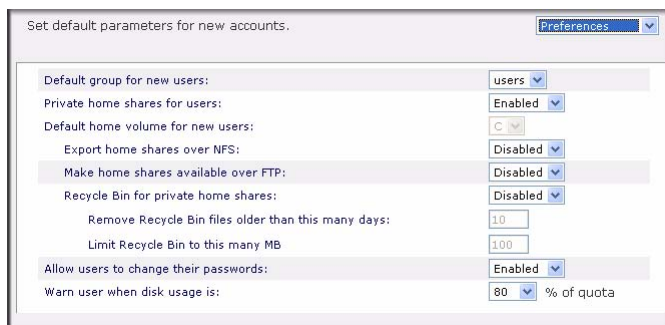 Set default parameters for new accounts. Preferences
Default group for new users: users
Private home shares for users: Enabled
Default home volume for new users: C
Export home shares over NFS: Disabled
Make home shares available over FTP: Disabled
Recycle Bin for private home shares: Disabled
Remove Recycle Bin files older than this many days: 10
Limit Recycle Bin to this many MB 100
Allow users to change their passwords: Enabled
Warn user when disk usage is: 80 % of quota